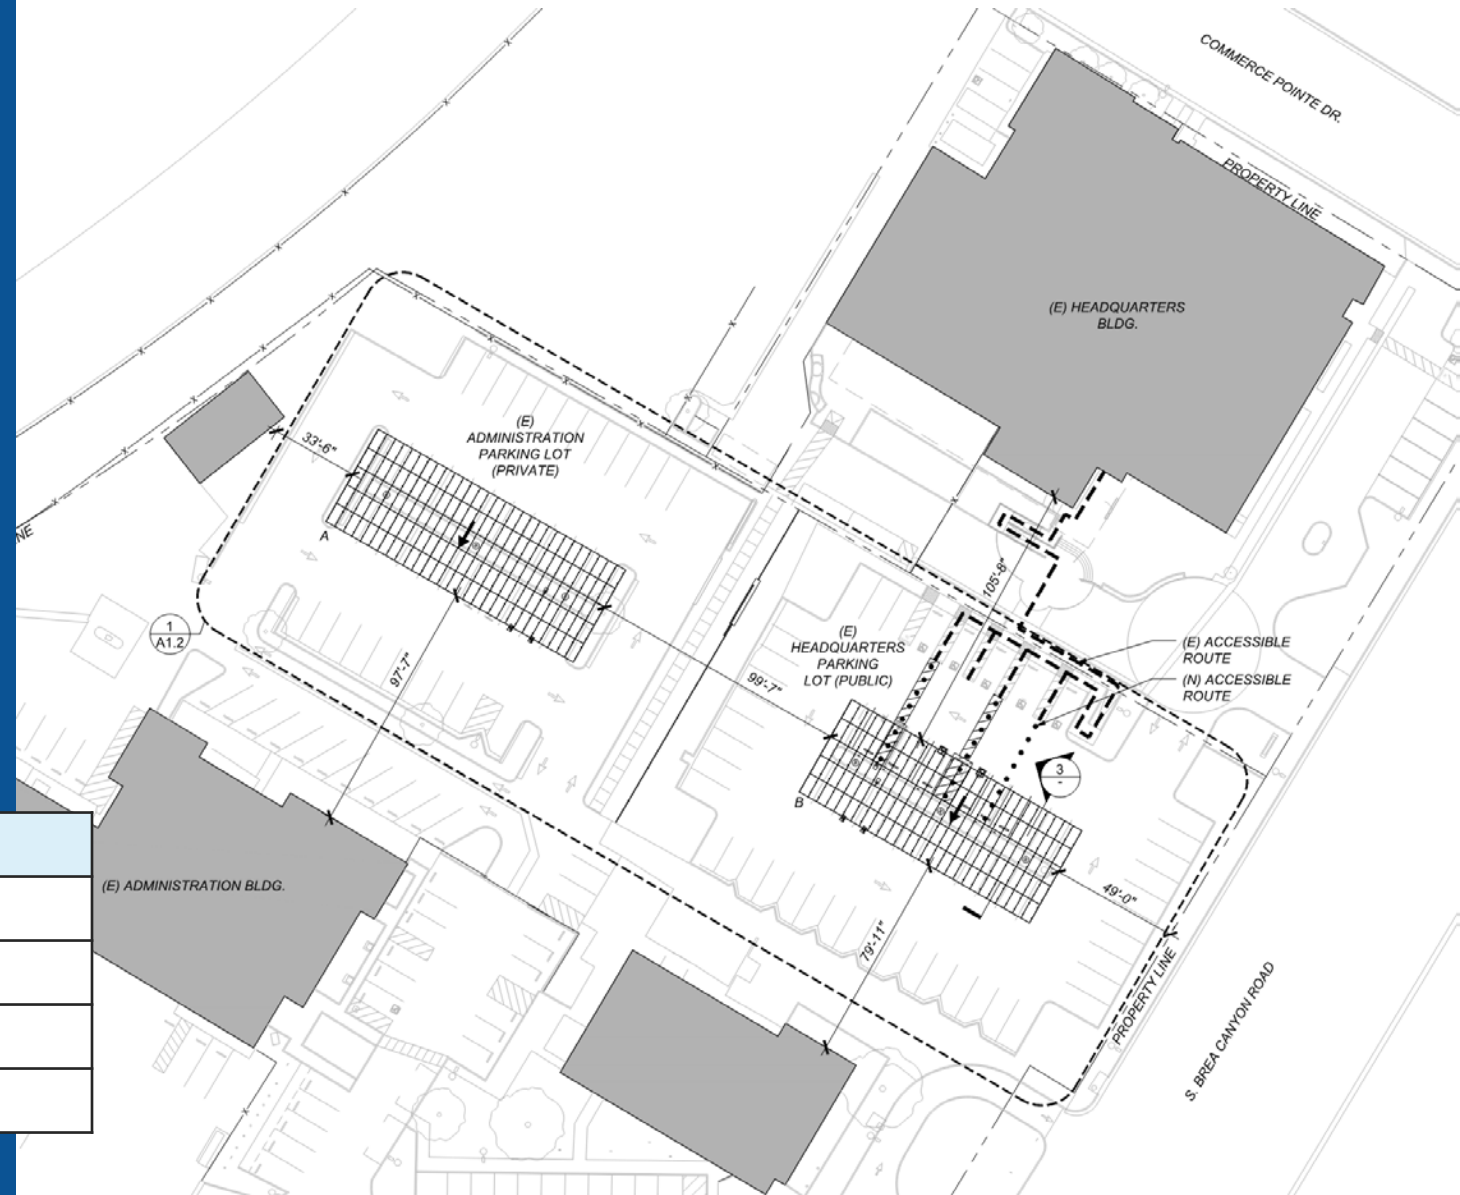 COMMERCE POINTE DR.
PROPERTY LINE
(E) HEADQUARTERS
BLDG.
(E)
ADMINISTRATION
PARKING LOT
(PRIVATE)
33'-6"
A
NE
1
A1.2
97'-7"
99'-7"
105'-8"
(E)
HEADQUARTERS
PARKING
LOT (PUBLIC)
(E) ACCESSIBLE
ROUTE
(N) ACCESSIBLE
ROUTE
3
-
B
49'-0"
79'-11"
(E) ADMINISTRATION BLDG.
PROPERTY LINE
S. BREA CANYON ROAD